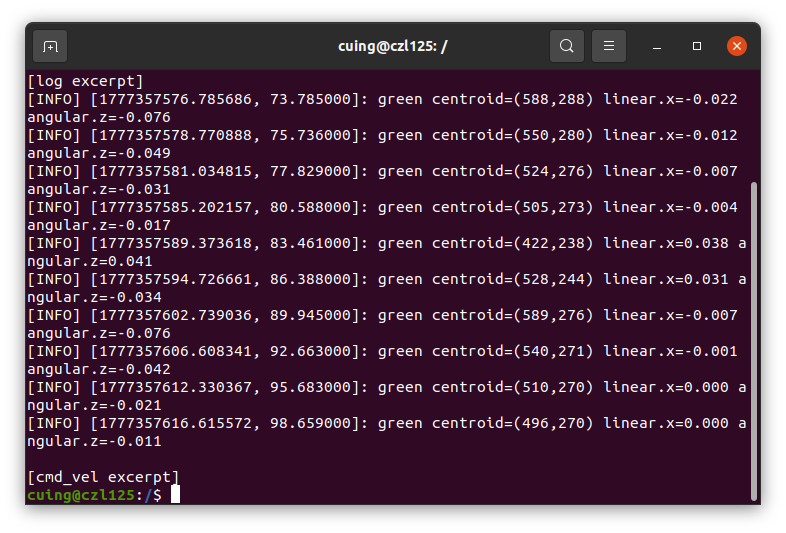 cuing@czl125: /
[log excerpt]
[INFO] [1777357576.785686, 73.785000]: green centroid=(588,288) linear.x=-0.022
angular.z=-0.076
[INFO] [1777357578.770888, 75.736000]: green centroid=(550,280) linear.x=-0.012
angular.z=-0.049
[INFO] [1777357581.034815, 77.829000]: green centroid=(524,276) linear.x=-0.007
angular.z=-0.031
[INFO] [1777357585.202157, 80.588000]: green centroid=(505,273) linear.x=-0.004
angular.z=-0.017
[INFO] [1777357589.373618, 83.461000]: green centroid=(422,238) linear.x=0.038 a
ngular.z=0.041
[INFO] [1777357594.726661, 86.388000]: green centroid=(528,244) linear.x=0.031 a
ngular.z=-0.034
[INFO] [1777357602.739036, 89.945000]: green centroid=(589,276) linear.x=-0.007
angular.z=-0.076
[INFO] [1777357606.608341, 92.663000]: green centroid=(540,271) linear.x=-0.001
angular.z=-0.042
[INFO] [1777357612.330367, 95.683000]: green centroid=(510,270) linear.x=0.000 a
ngular.z=-0.021
[INFO] [1777357616.615572, 98.659000]: green centroid=(496,270) linear.x=0.000 a
ngular.z=-0.011
[cmd_vel excerpt]
cuing@czl125:/$